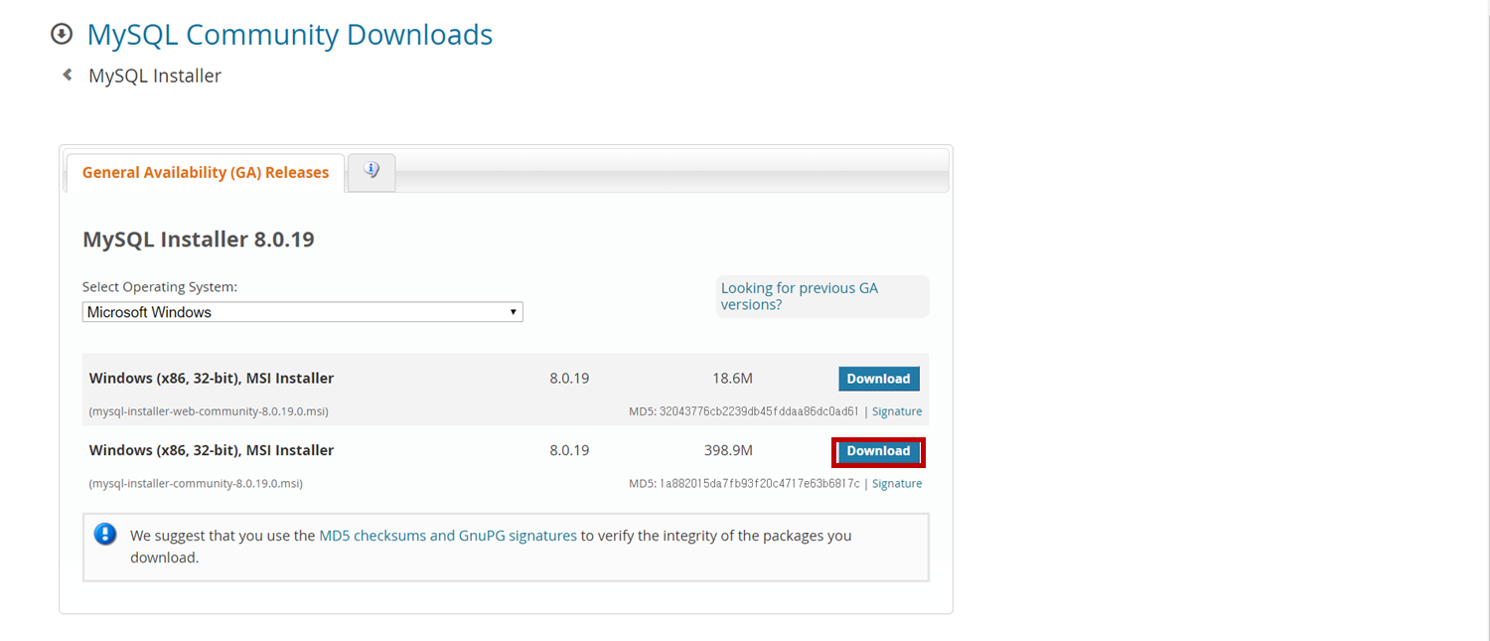 MySQL Community Downloads
MySQL Installer
General Availability (GA) Releases
MySQL Installer 8.0.19
Select Operating System:
Microsoft Windows
Looking for previous GA
versions?
Windows (x86, 32-bit), MSI Installer 8.0.19 18.6M Download
(mysql-installer-web-community-8.0.19.0.msi) MD5: 32043776cb2239db45fddaa86dc0ad61 | Signature
Windows (x86, 32-bit), MSI Installer 8.0.19 398.9M Download
(mysql-installer-community-8.0.19.0.msi) MD5: 1a882015da7fb93f20c4717e63b6817c | Signature
We suggest that you use the MD5 checksums and GnuPG signatures to verify the integrity of the packages you
download.